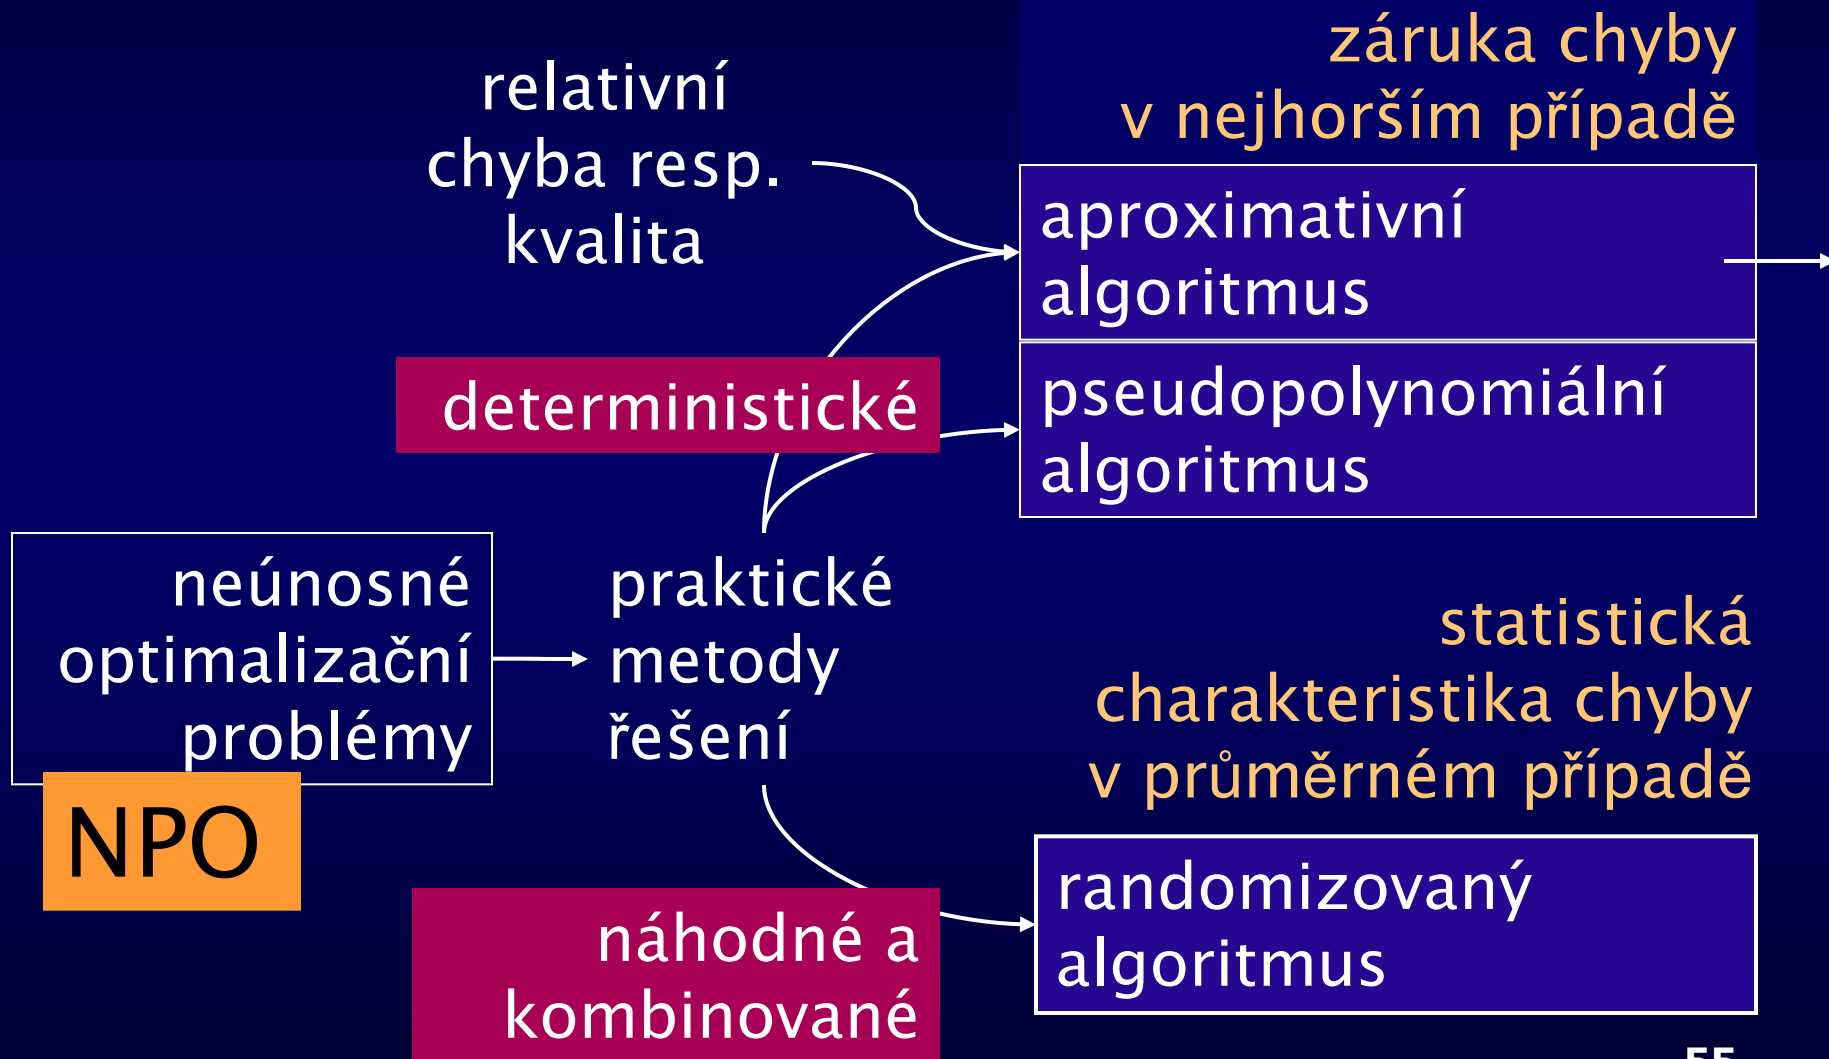 záruka chyby
v nejhorším případě
relativní
chyba resp.
kvalita
aproximativní
algoritmus
deterministické
pseudopolynomiální
algoritmus
neúnosné
optimalizační
problémy
NPO
praktické
metody
řešení
statistická
charakteristika chyby
v průměrném případě
randomizovaný
algoritmus
náhodné a
kombinované
55